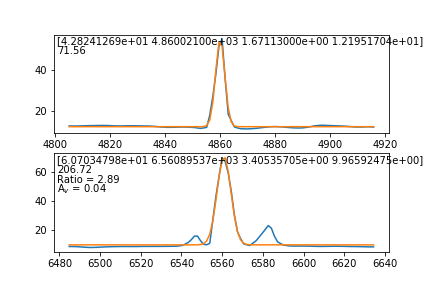 [4.28241269e+01 4.86002100e+03 1.67113000e+00 1.21951704e+01]
71.56
40
20
4800 4820 4840 4860 4880 4900 4920
[6.07034798e+01 6.56089537e+03 3.40535705e+00 9.96592475e+00]
206.72
Ratio = 2.89
Aν = 0.04
60
40
20
6480 6500 6520 6540 6560 6580 6600 6620 6640